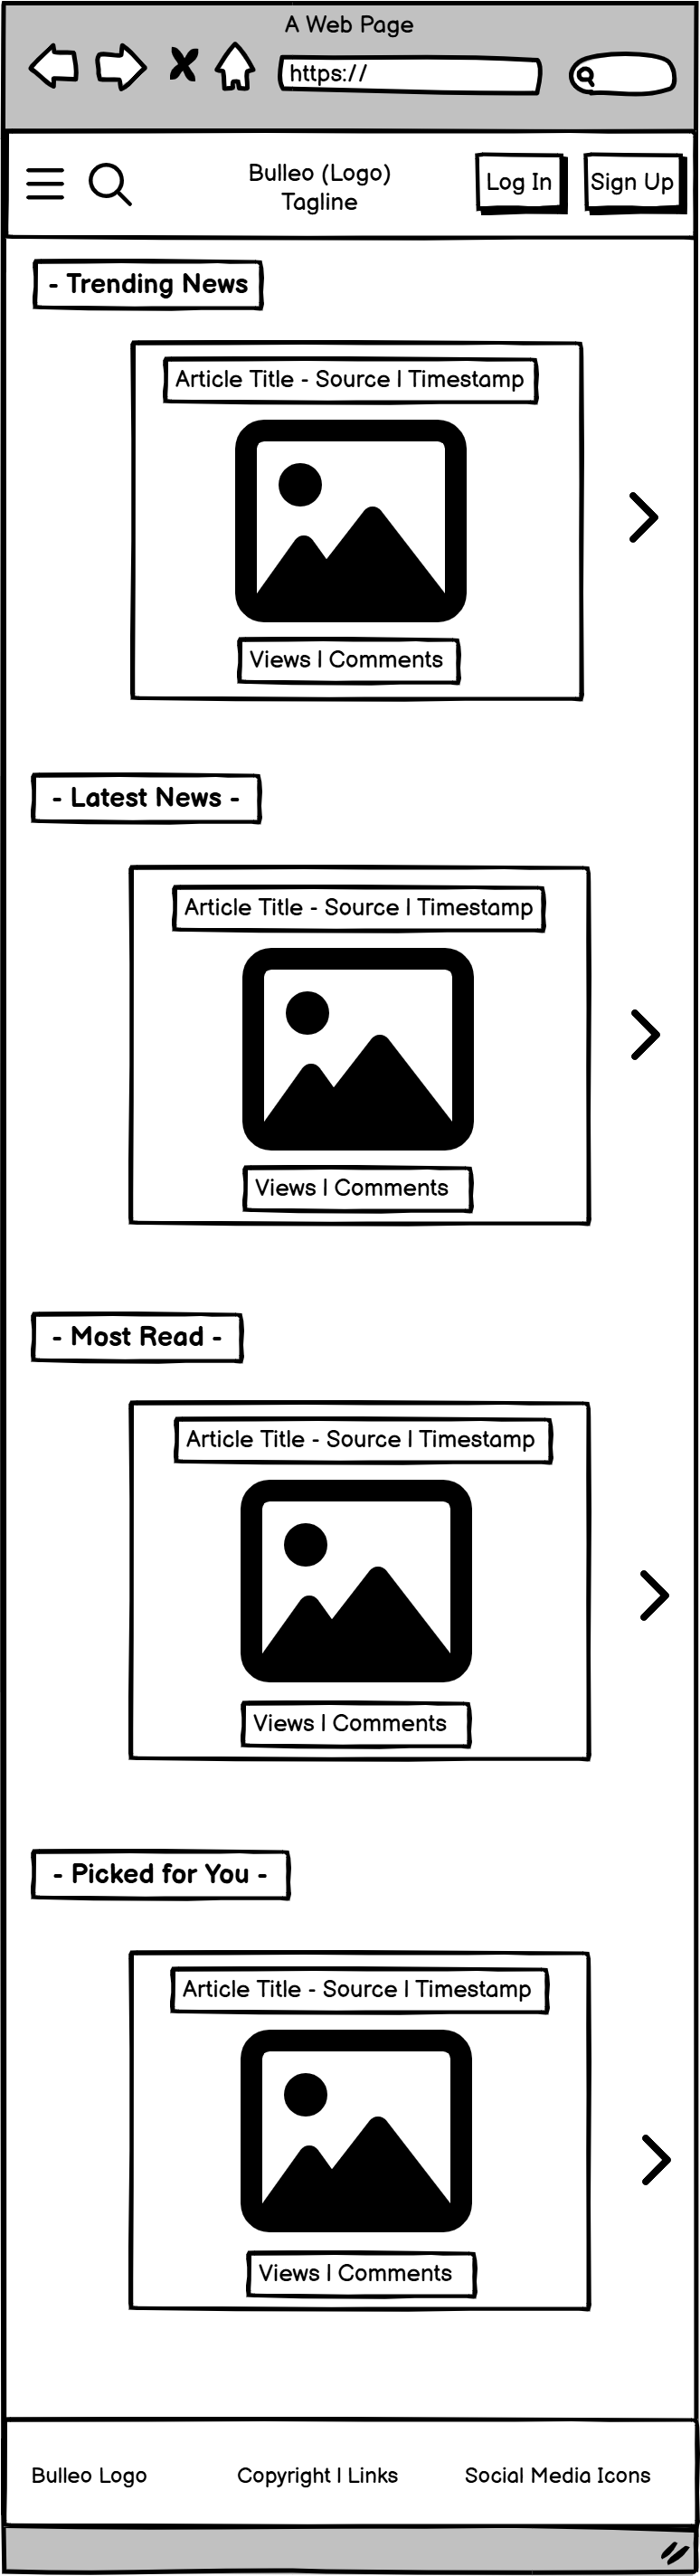 A Web Page
https://
Bulleo (Logo)
Tagline
Log In
Sign Up
- Trending News
Article Title - Source | Timestamp
Views | Comments
- Latest News -
Article Title - Source | Timestamp
Views | Comments
- Most Read -
Article Title - Source | Timestamp
Views | Comments
- Picked for You -
Article Title - Source | Timestamp
Views | Comments
Bulleo Logo
Copyright | Links
Social Media Icons